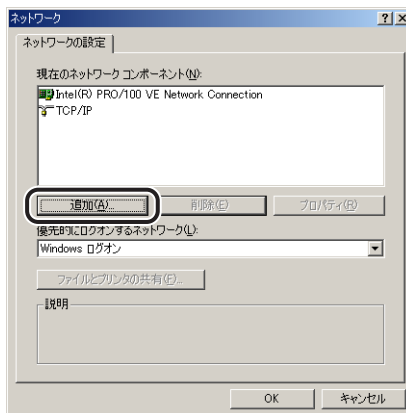 ネットワーク
ネットワークの設定
現在のネットワーク コンポーネント(N):
Intel(R) PRO/100 VE Network Connection
TCP/IP
追加(A)... 削除(E) プロパティ(R)
優先的にログオンするネットワーク(L):
Windows ログオン
ファイルとプリンタの共有(F)...
説明
OK キャンセル